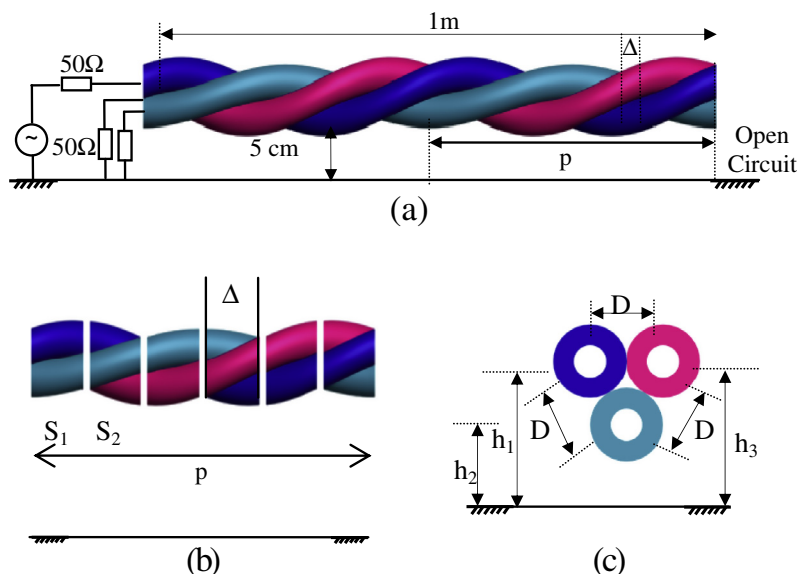 1m
Δ
50Ω
50Ω
5 cm
p
Open
Circuit
(a)
Δ
S1 S2
p
(b)
D
D
D
h1
h2
h3
(c)